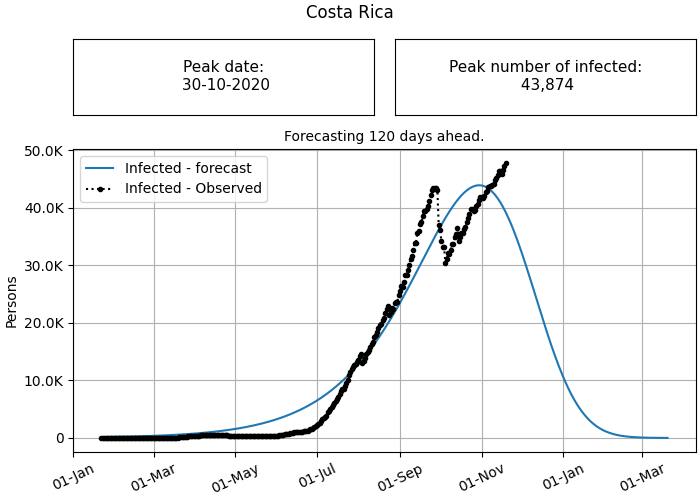 Costa Rica
Peak date:
30-10-2020
Peak number of infected:
43,874
Forecasting 120 days ahead.
Infected - forecast
Infected - Observed
50.0K
40.0K
30.0K
20.0K
10.0K
0
Persons
01-Jan
01-Mar
01-May
01-Jul
01-Sep
01-Nov
01-Jan
01-Mar